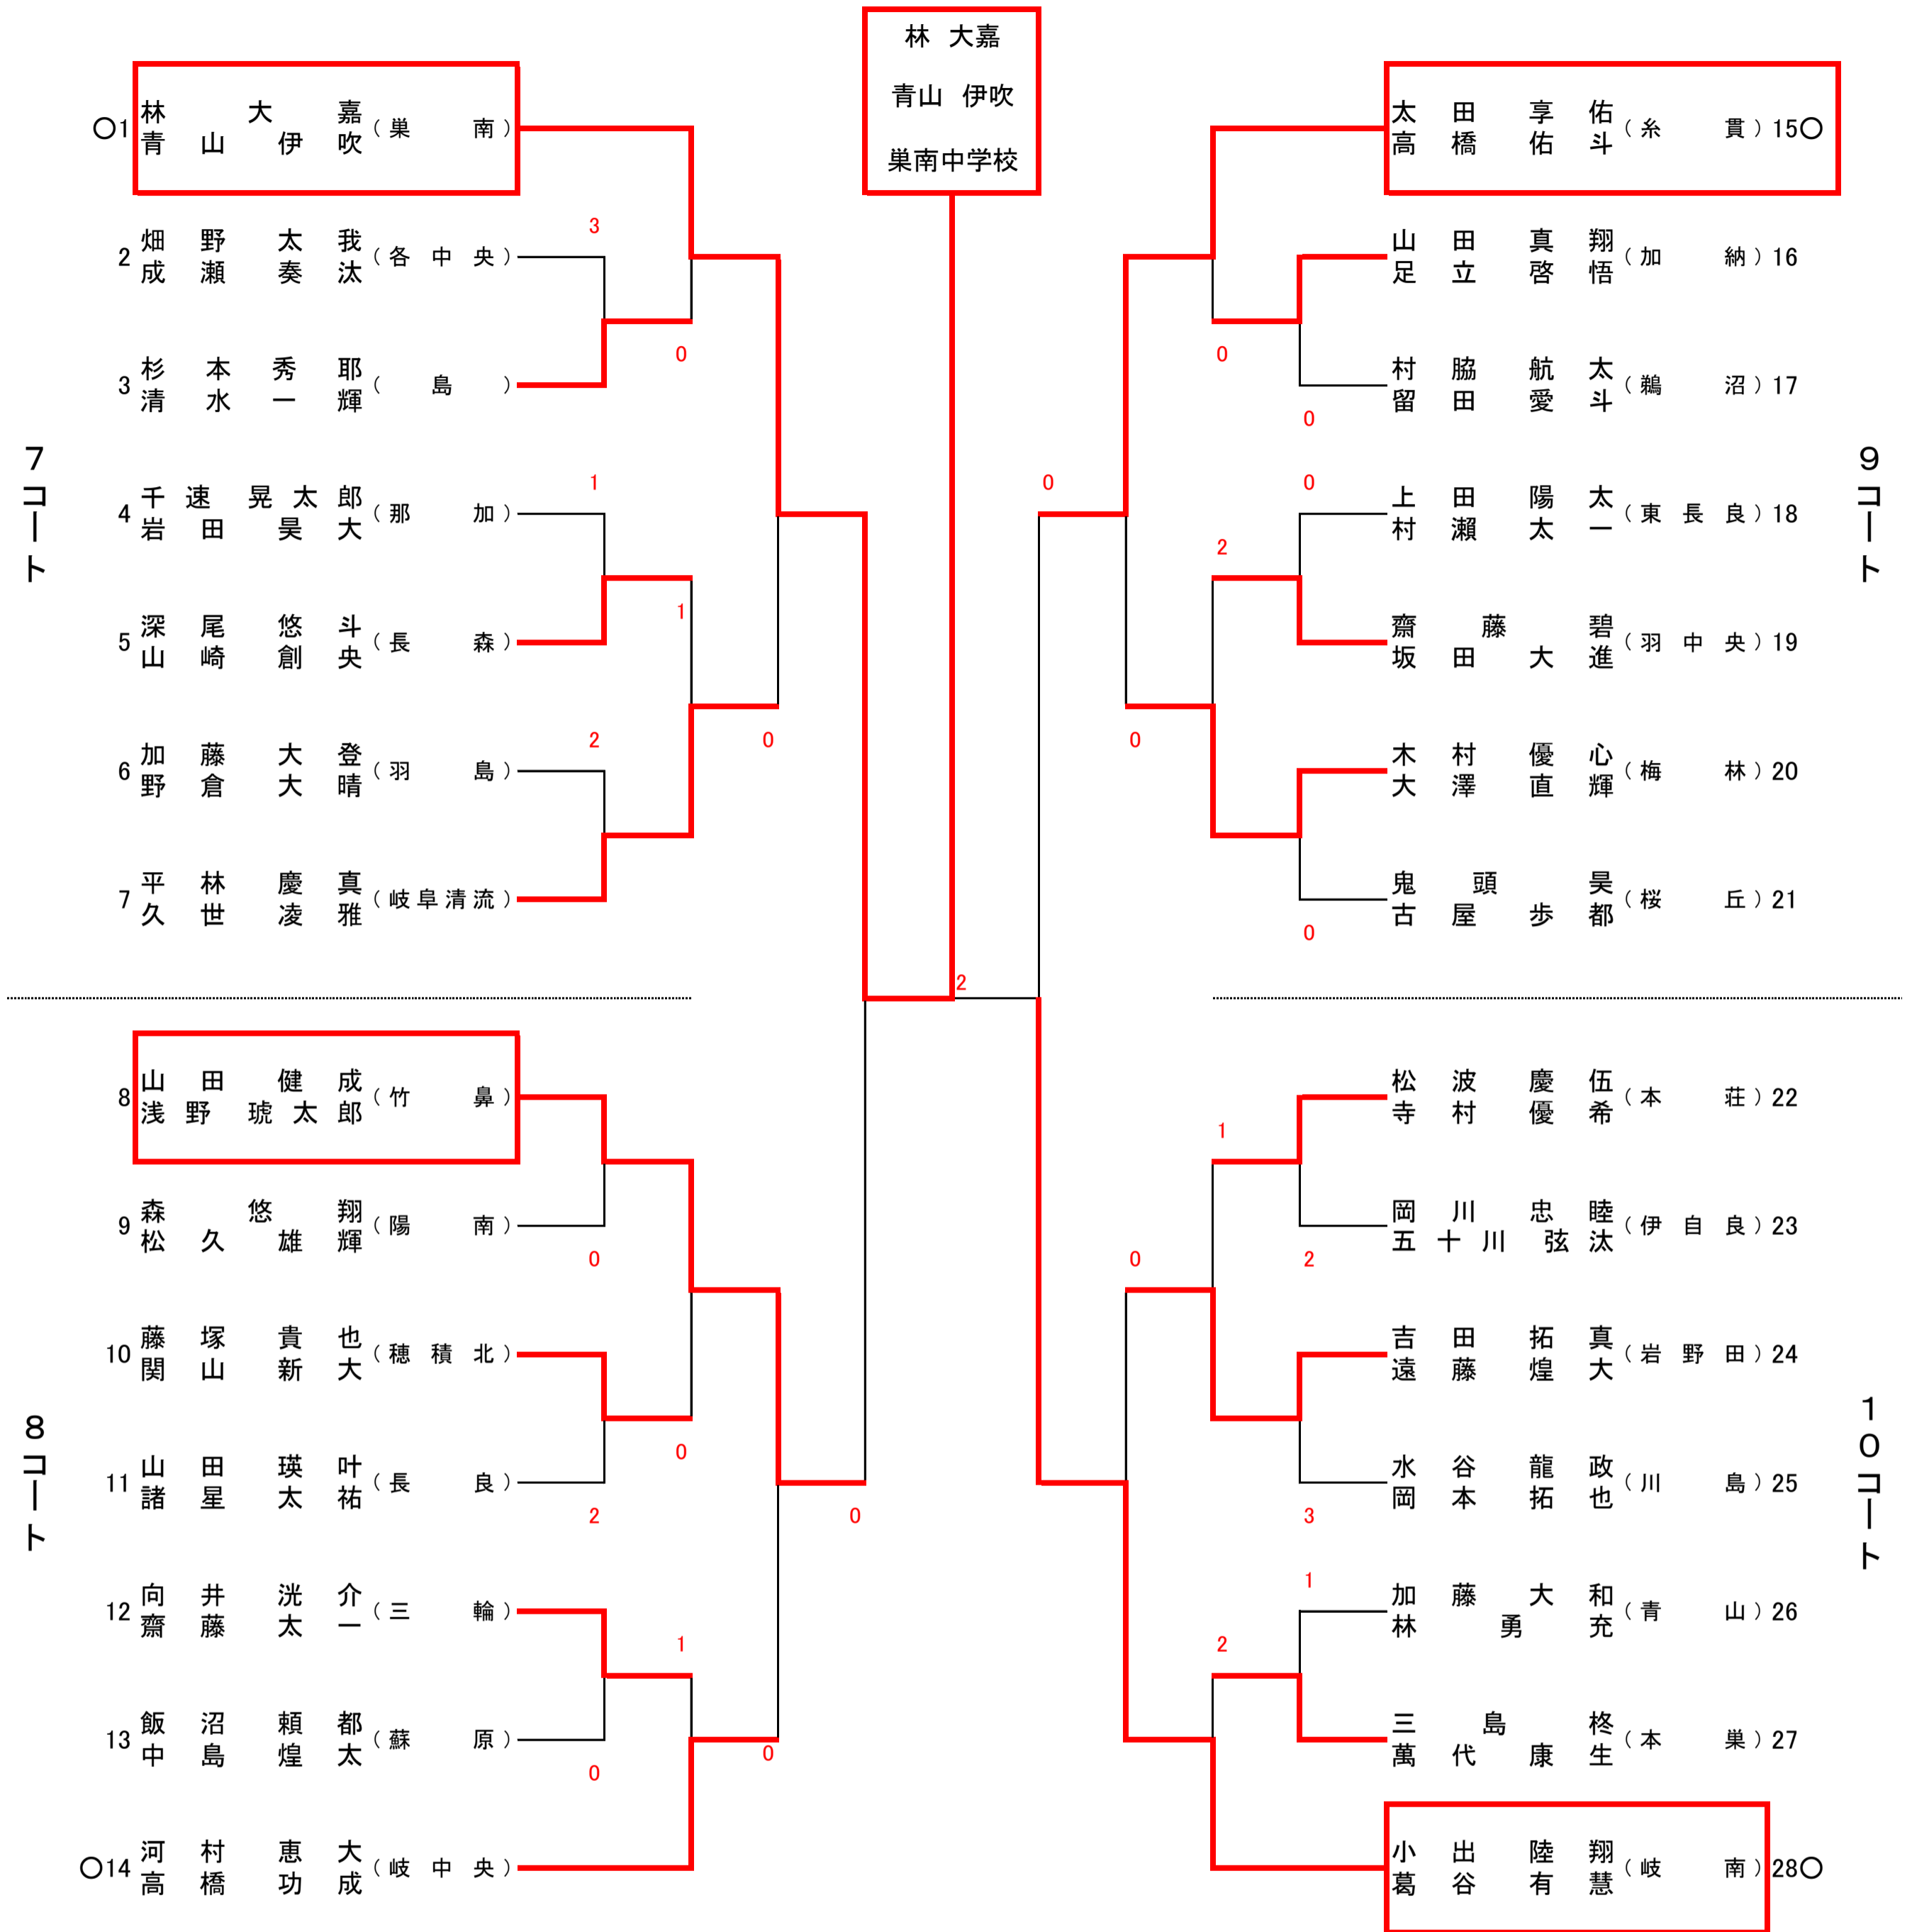 林 大嘉
青山 伊吹
巣南中学校
7コート
○1 林 大嘉 (巣南)
青山 伊吹
3
2 畑野 太我 (各中央)
成瀬 奏汰
0
3 杉本 秀耶 (島)
清水 一輝
1
4 千速 晃太郎 (那加)
岩田 昊大
1
5 深尾 悠斗 (長森)
山崎 創央
2
0
6 加藤 大登 (羽島)
野倉 大晴
7 平林 慶真 (岐阜清流)
久世 凌雅
2
8コート
8 山田 健成 (竹鼻)
浅野 琥太郎
9 森 悠翔 (陽南)
松久 雄輝
0
10 藤塚 貴也 (穂積北)
関山 新大
0
11 山田 瑛叶 (長良)
諸星 太祐
2
0
12 向井 洸介 (三輪)
齋藤 太一
1
13 飯沼 頼都 (蘇原)
中島 煌太
0
0
○14 河村 恵大 (岐中央)
高橋 功成
9コート
太田 享佑 (糸貫) 15○
高橋 佑斗
山田 真翔 (加納) 16
足立 啓悟
0
村脇 航太 (鵜沼) 17
留田 愛斗
0
0
0
上田 陽太 (東長良) 18
村瀬 太一
2
齋藤 碧 (羽中央) 19
坂田 大進
0
木村 優心 (梅林) 20
大澤 直輝
鬼頭 昊 (桜丘) 21
古屋 歩都
0
10コート
松波 慶伍 (本荘) 22
寺村 優希
1
岡川 忠睦 (伊自良) 23
五十川 弦汰
0
2
吉田 拓真 (岩野田) 24
遠藤 煌大
水谷 龍政 (川島) 25
岡本 拓也
3
1
加藤 大和 (青山) 26
林 勇充
2
三島 柊 (本巣) 27
萬代 康生
小出 陸翔 (岐南) 28○
葛谷 有慧